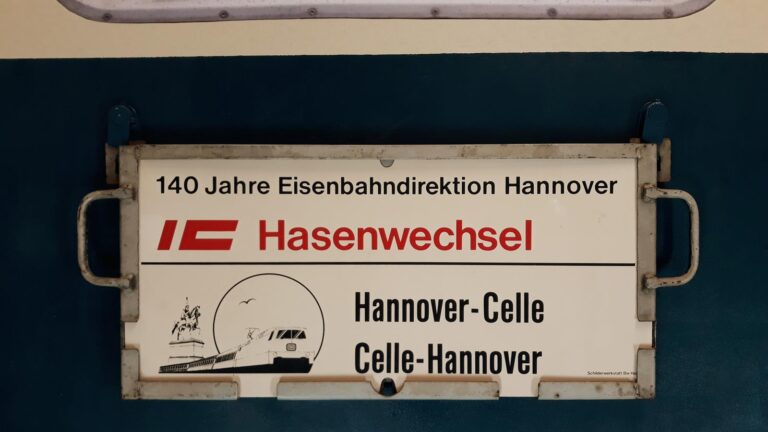 140 Jahre Eisenbahndirektion Hannover
IC Hasenwechsel
Hannover-Celle
Celle-Hannover